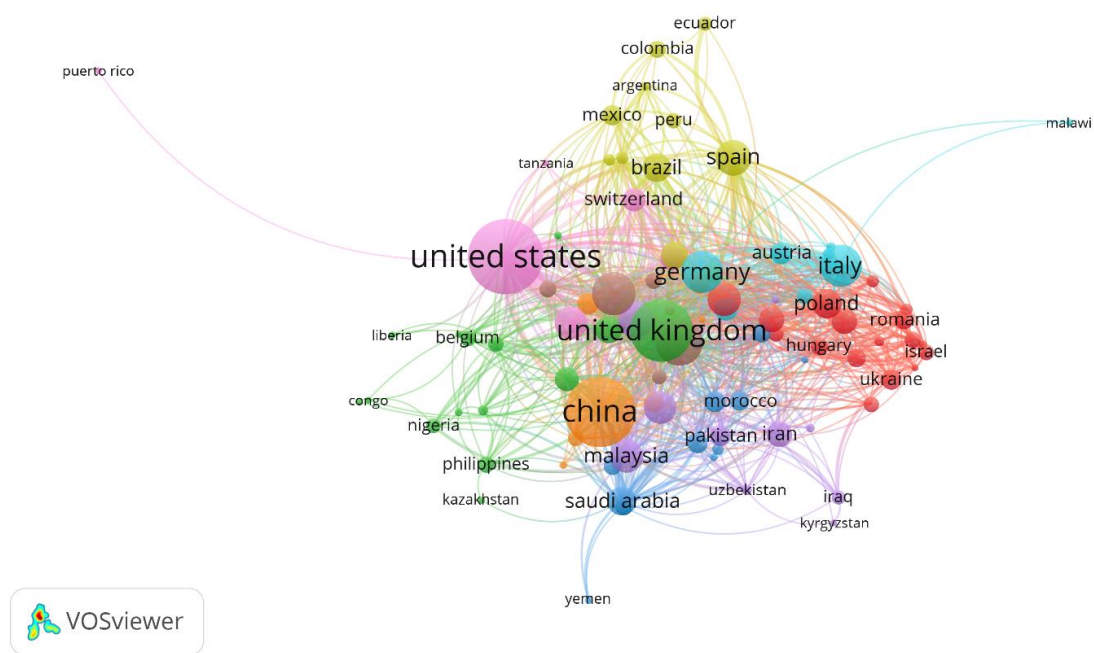 ecuador
colombia
puerto rico
argentina
mexico
peru
malawi
tanzania
brazil
spain
switzerland
united states
germany
austria
italy
poland
romania
united kingdom
liberia
belgium
hungary
israel
ukraine
congo
china
morocco
nigeria
pakistan
iran
malaysia
philippines
kazakhstan
saudi arabia
uzbekistan
iraq
kyrgyzstan
yemen
VOSviewer